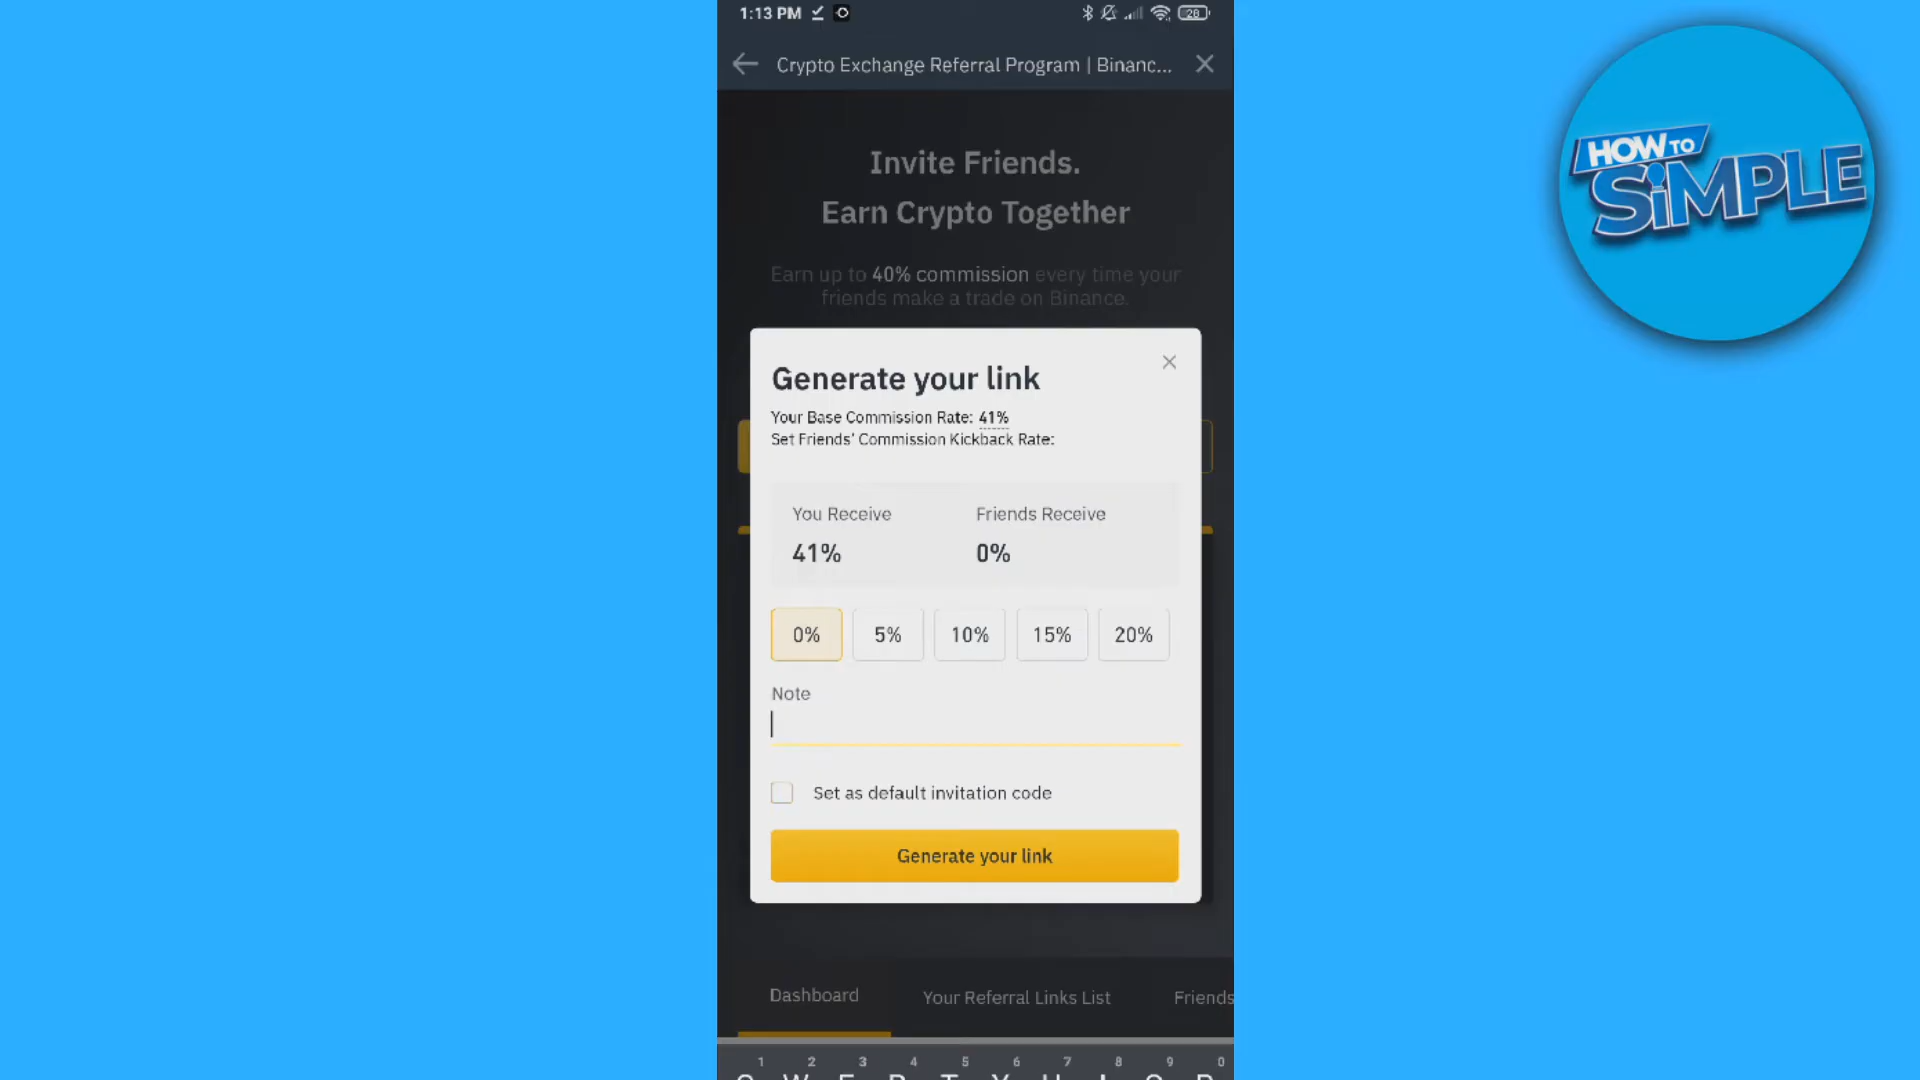 1:13 PM
28
Crypto Exchange Referral Program | Binanc...
HOW TO
SiMPLE
Invite Friends.
Earn Crypto Together
Earn up to 40% commission every time your
friends make a trade on Binance.
Generate your link
Your Base Commission Rate: 41%
Set Friends' Commission Kickback Rate:
You Receive Friends Receive
41% 0%
0% 5% 10% 15% 20%
Note
Set as default invitation code
Generate your link
Dashboard Your Referral Links List Friends
1 2 3 4 5 6 7 8 9 0